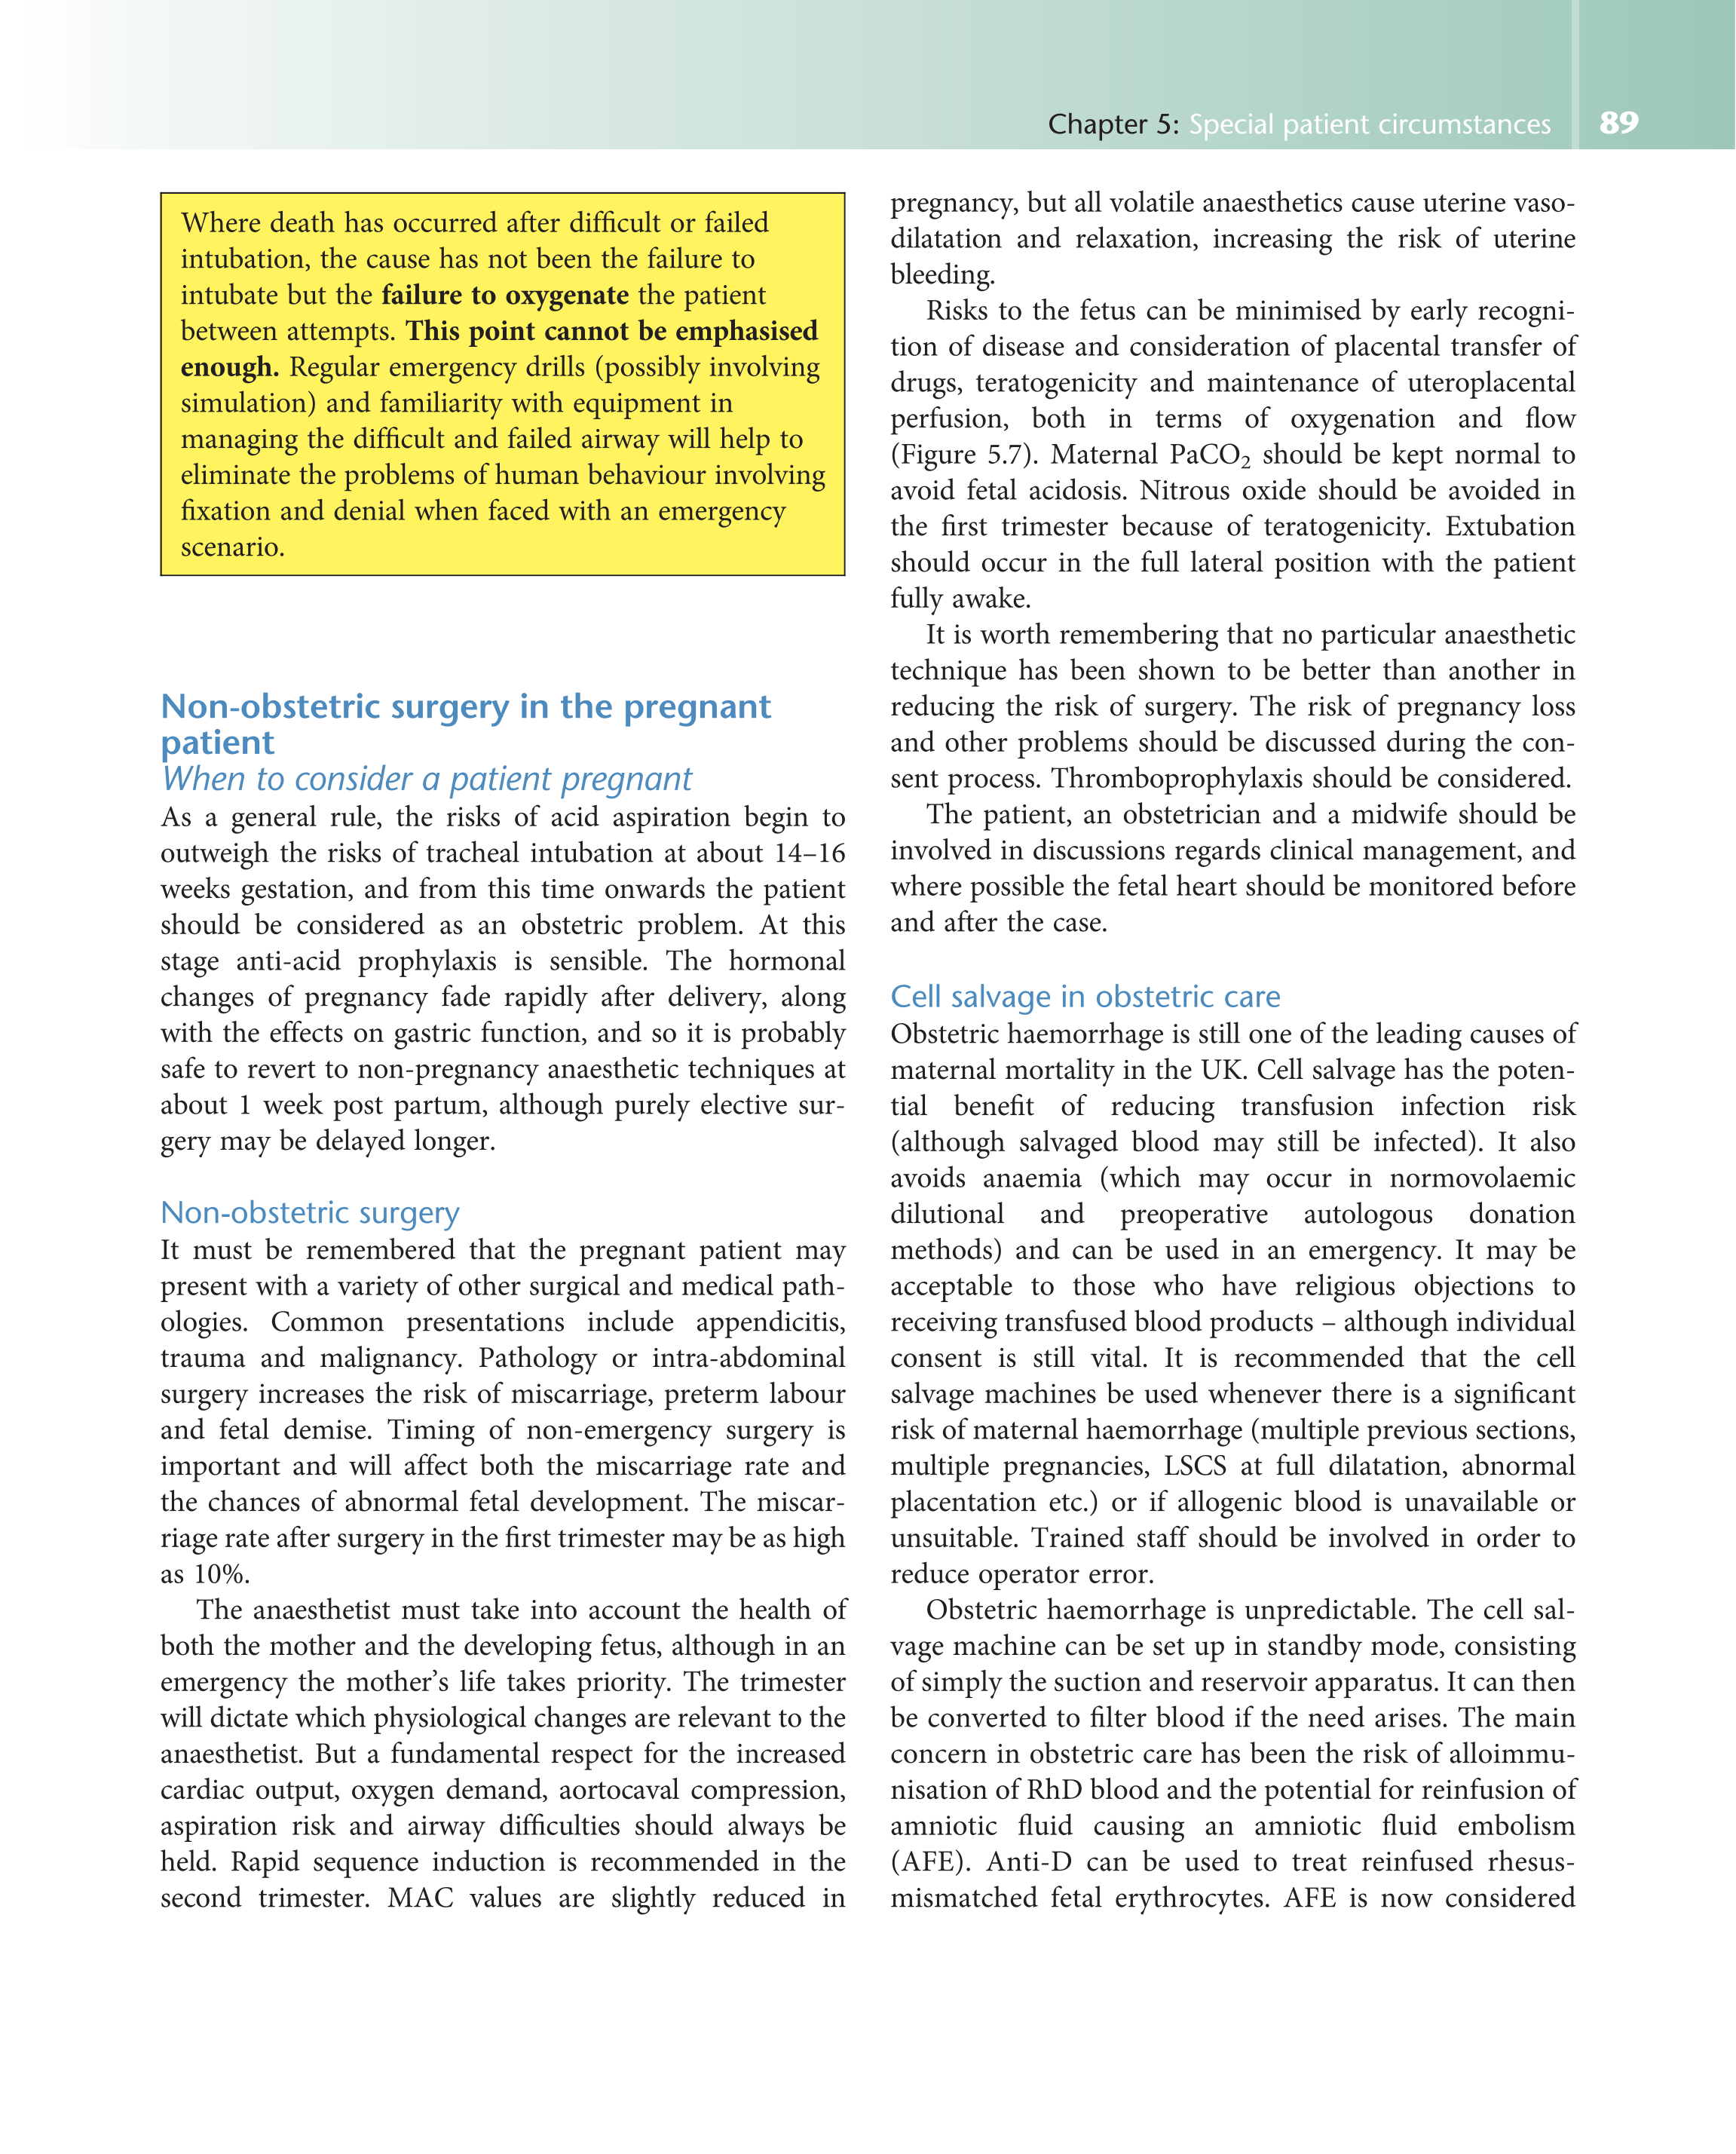 Chapter 5: Special patient circumstances 89
Where death has occurred after difficult or failed
intubation, the cause has not been the failure to
intubate but the failure to oxygenate the patient
between attempts. This point cannot be emphasised
enough. Regular emergency drills (possibly involving
simulation) and familiarity with equipment in
managing the difficult and failed airway will help to
eliminate the problems of human behaviour involving
fixation and denial when faced with an emergency
scenario.
Non-obstetric surgery in the pregnant
patient
When to consider a patient pregnant
As a general rule, the risks of acid aspiration begin to
outweigh the risks of tracheal intubation at about 14–16
weeks gestation, and from this time onwards the patient
should be considered as an obstetric problem. At this
stage anti-acid prophylaxis is sensible. The hormonal
changes of pregnancy fade rapidly after delivery, along
with the effects on gastric function, and so it is probably
safe to revert to non-pregnancy anaesthetic techniques at
about 1 week post partum, although purely elective sur-
gery may be delayed longer.
Non-obstetric surgery
It must be remembered that the pregnant patient may
present with a variety of other surgical and medical path-
ologies. Common presentations include appendicitis,
trauma and malignancy. Pathology or intra-abdominal
surgery increases the risk of miscarriage, preterm labour
and fetal demise. Timing of non-emergency surgery is
important and will affect both the miscarriage rate and
the chances of abnormal fetal development. The miscar-
riage rate after surgery in the first trimester may be as high
as 10%.
The anaesthetist must take into account the health of
both the mother and the developing fetus, although in an
emergency the mother's life takes priority. The trimester
will dictate which physiological changes are relevant to the
anaesthetist. But a fundamental respect for the increased
cardiac output, oxygen demand, aortocaval compression,
aspiration risk and airway difficulties should always be
held. Rapid sequence induction is recommended in the
second trimester. MAC values are slightly reduced in
pregnancy, but all volatile anaesthetics cause uterine vaso-
dilatation and relaxation, increasing the risk of uterine
bleeding.
Risks to the fetus can be minimised by early recogni-
tion of disease and consideration of placental transfer of
drugs, teratogenicity and maintenance of uteroplacental
perfusion, both in terms of oxygenation and flow
(Figure 5.7). Maternal PaCO₂ should be kept normal to
avoid fetal acidosis. Nitrous oxide should be avoided in
the first trimester because of teratogenicity. Extubation
should occur in the full lateral position with the patient
fully awake.
It is worth remembering that no particular anaesthetic
technique has been shown to be better than another in
reducing the risk of surgery. The risk of pregnancy loss
and other problems should be discussed during the con-
sent process. Thromboprophylaxis should be considered.
The patient, an obstetrician and a midwife should be
involved in discussions regards clinical management, and
where possible the fetal heart should be monitored before
and after the case.
Cell salvage in obstetric care
Obstetric haemorrhage is still one of the leading causes of
maternal mortality in the UK. Cell salvage has the poten-
tial benefit of reducing transfusion infection risk
(although salvaged blood may still be infected). It also
avoids anaemia (which may occur in normovolaemic
dilutional and preoperative autologous donation
methods) and can be used in an emergency. It may be
acceptable to those who have religious objections to
receiving transfused blood products – although individual
consent is still vital. It is recommended that the cell
salvage machines be used whenever there is a significant
risk of maternal haemorrhage (multiple previous sections,
multiple pregnancies, LSCS at full dilatation, abnormal
placentation etc.) or if allogenic blood is unavailable or
unsuitable. Trained staff should be involved in order to
reduce operator error.
Obstetric haemorrhage is unpredictable. The cell sal-
vage machine can be set up in standby mode, consisting
of simply the suction and reservoir apparatus. It can then
be converted to filter blood if the need arises. The main
concern in obstetric care has been the risk of alloimmu-
nisation of RhD blood and the potential for reinfusion of
amniotic fluid causing an amniotic fluid embolism
(AFE). Anti-D can be used to treat reinfused rhesus-
mismatched fetal erythrocytes. AFE is now considered